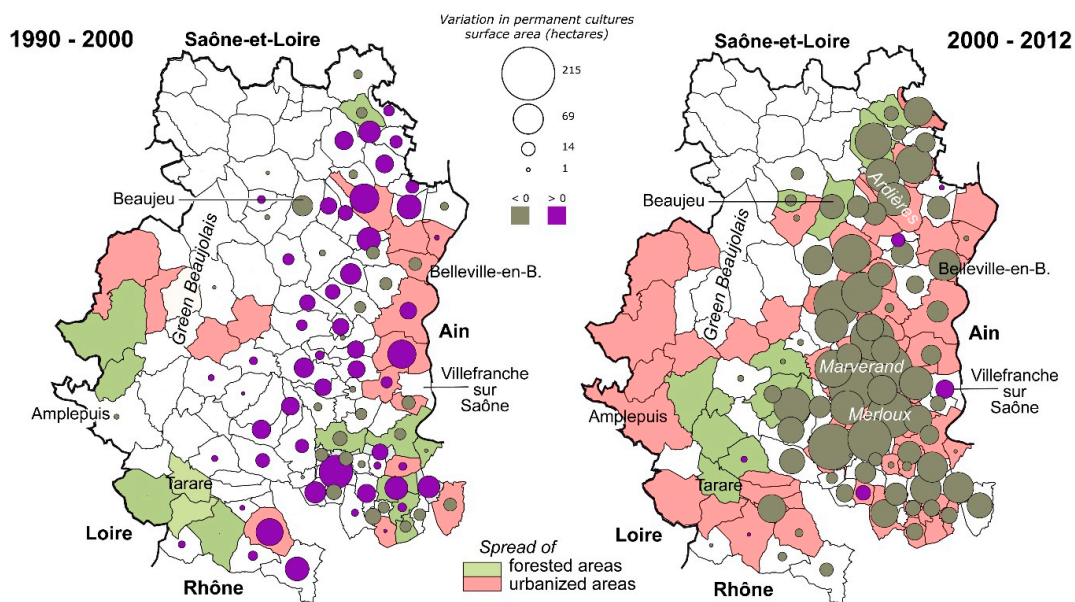 1990 - 2000
Saône-et-Loire
Beaujeu
Green Beaujolais
Belleville-en-B.
Ain
Villefranche
sur
Saône
Amplepuis
Tarare
Loire
Rhône
Variation in permanent cultures
surface area (hectares)
215
69
14
1
< 0
> 0
Spread of
forested areas
urbanized areas
2000 - 2012
Saône-et-Loire
Ardières
Beaujeu
Green Beaujolais
Belleville-en-B.
Ain
Marverand
Villefranche
sur
Saône
Amplepuis
Merloux
Tarare
Loire
Rhône